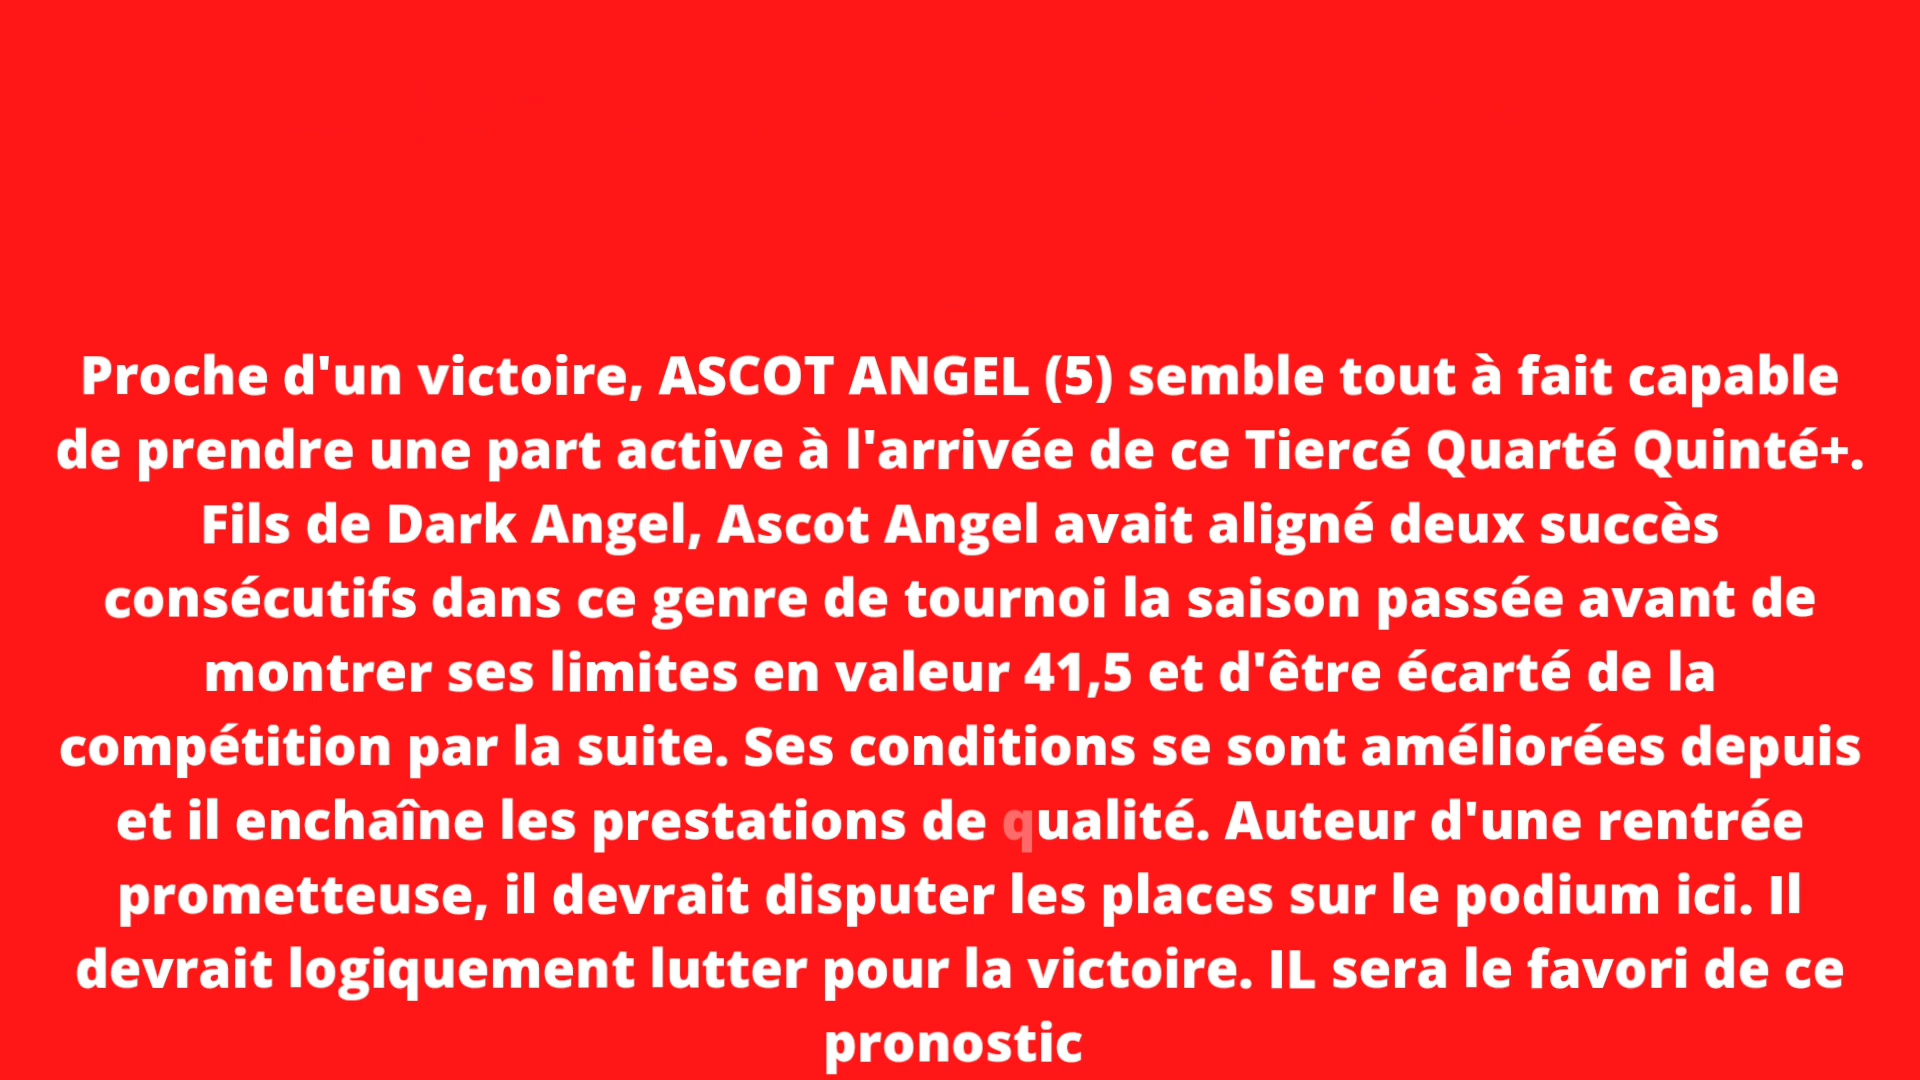 Proche d'un victoire, ASCOT ANGEL (5) semble tout à fait capable
de prendre une part active à l'arrivée de ce Tiercé Quarté Quinté+.
Fils de Dark Angel, Ascot Angel avait aligné deux succès
consécutifs dans ce genre de tournoi la saison passée avant de
montrer ses limites en valeur 41,5 et d'être écarté de la
compétition par la suite. Ses conditions se sont améliorées depuis
et il enchaîne les prestations de qualité. Auteur d'une rentrée
prometteuse, il devrait disputer les places sur le podium ici. Il
devrait logiquement lutter pour la victoire. IL sera le favori de ce
pronostic